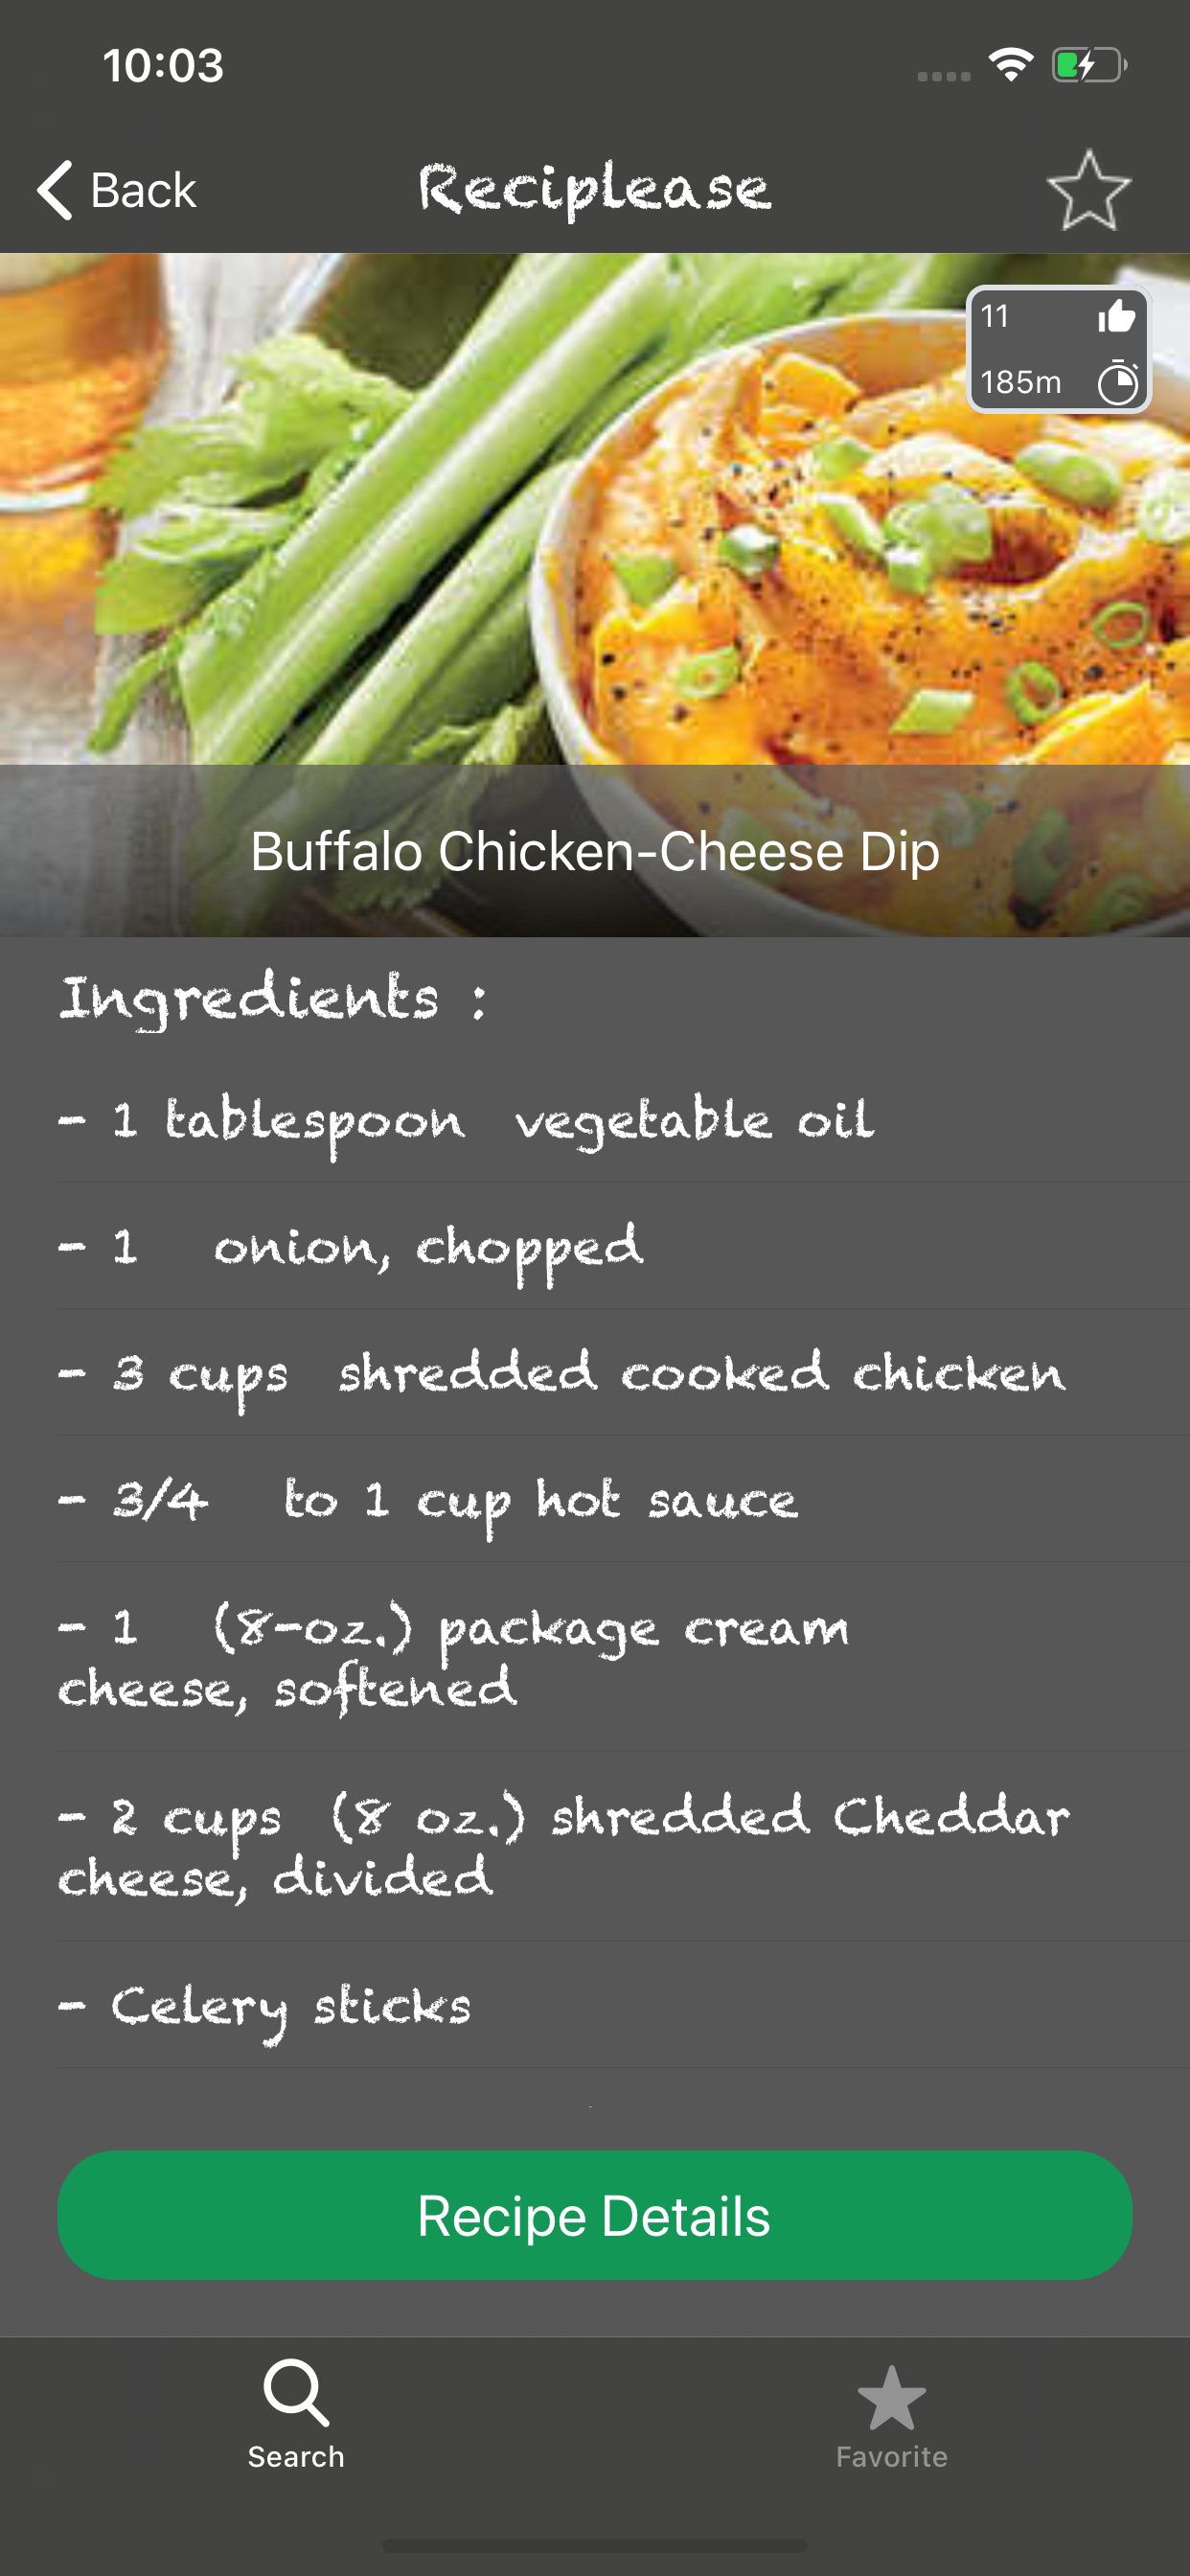 10:03
Back
Reciplease
11
185m
Buffalo Chicken-Cheese Dip
Ingredients :
- 1 tablespoon vegetable oil
- 1 onion, chopped
- 3 cups shredded cooked chicken
- 3/4 to 1 cup hot sauce
- 1 (8-oz.) package cream
cheese, softened
- 2 cups (8 oz.) shredded Cheddar
cheese, divided
- Celery sticks
Recipe Details
Search
Favorite